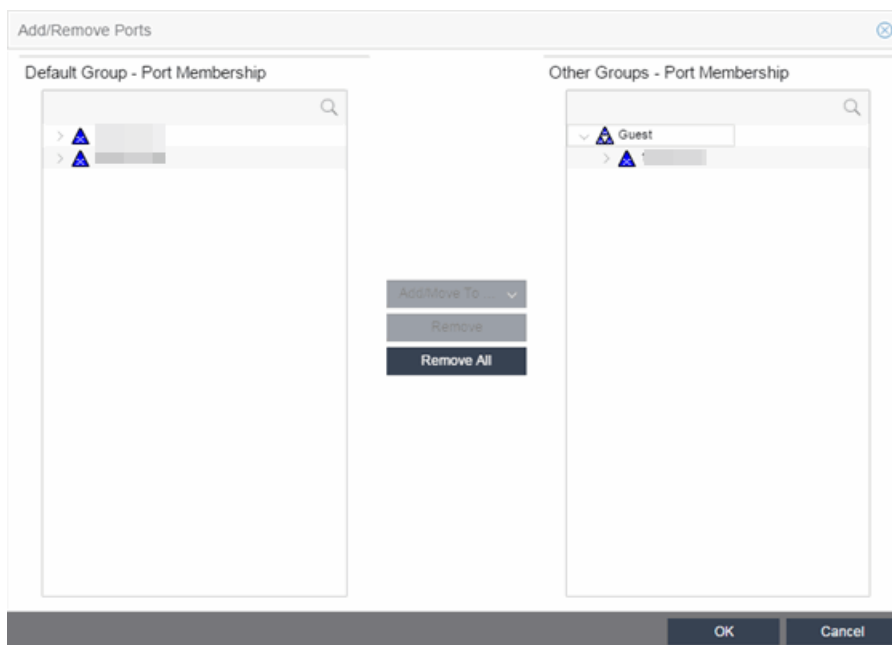 Add/Remove Ports
Default Group - Port Membership
Other Groups - Port Membership
Guest
Add/Move To ...
Remove
Remove All
OK
Cancel